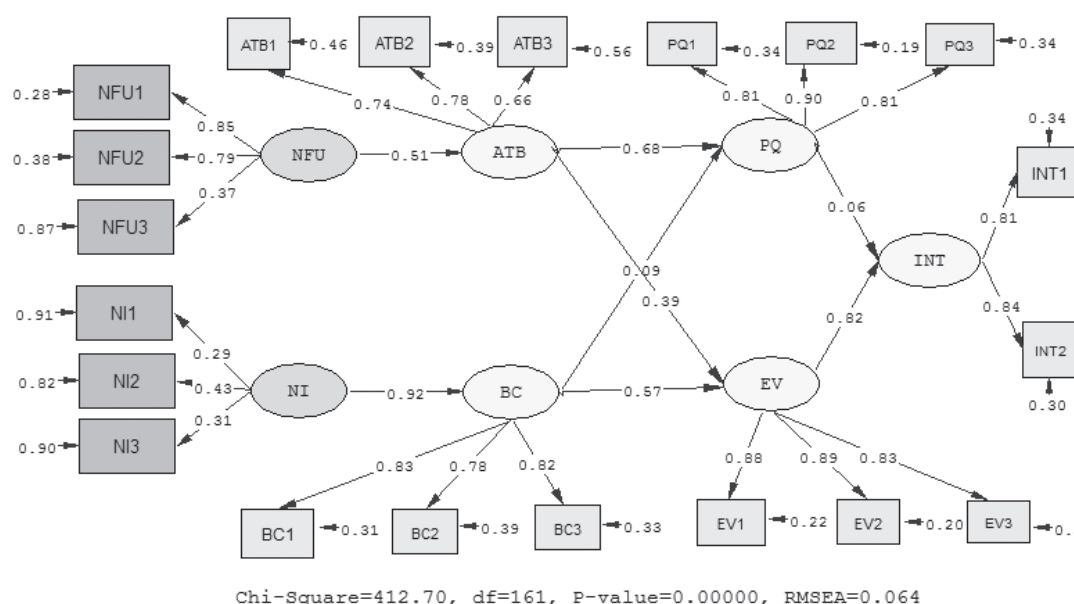 ATB1 0.46 ATB2 0.39 ATB3 0.56 PQ1 0.34 PQ2 0.19 PQ3 0.34
0.28 NFU1 0.74 0.78 0.66 0.81 0.90 0.81
0.85 0.34
0.38 NFU2 0.79 NFU 0.51 ATB 0.68 PQ INT1
0.37 0.06 0.81
0.87 NFU3
INT
0.09
0.39 0.82 0.84
0.91 NI1
0.29 INT2
0.82 NI2 0.43 NI 0.92 BC 0.57 EV
0.31 0.30
0.90 NI3
0.83 0.78 0.82 0.88 0.89 0.83
BC1 0.31 BC2 0.39 BC3 0.33 EV1 0.22 EV2 0.20 EV3 0.
Chi-Square=412.70, df=161, P-value=0.00000, RMSEA=0.064